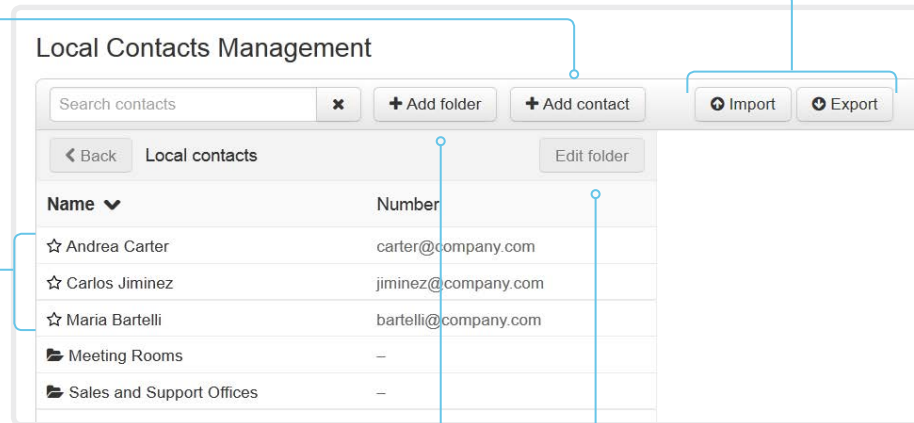 Local Contacts Management
Search contacts Add folder Add contact Import Export
Back Local contacts Edit folder
Name Number
Andrea Carter carter@company.com
Carlos Jiminez jiminez@company.com
Maria Bartelli bartelli@company.com
Meeting Rooms –
Sales and Support Offices –